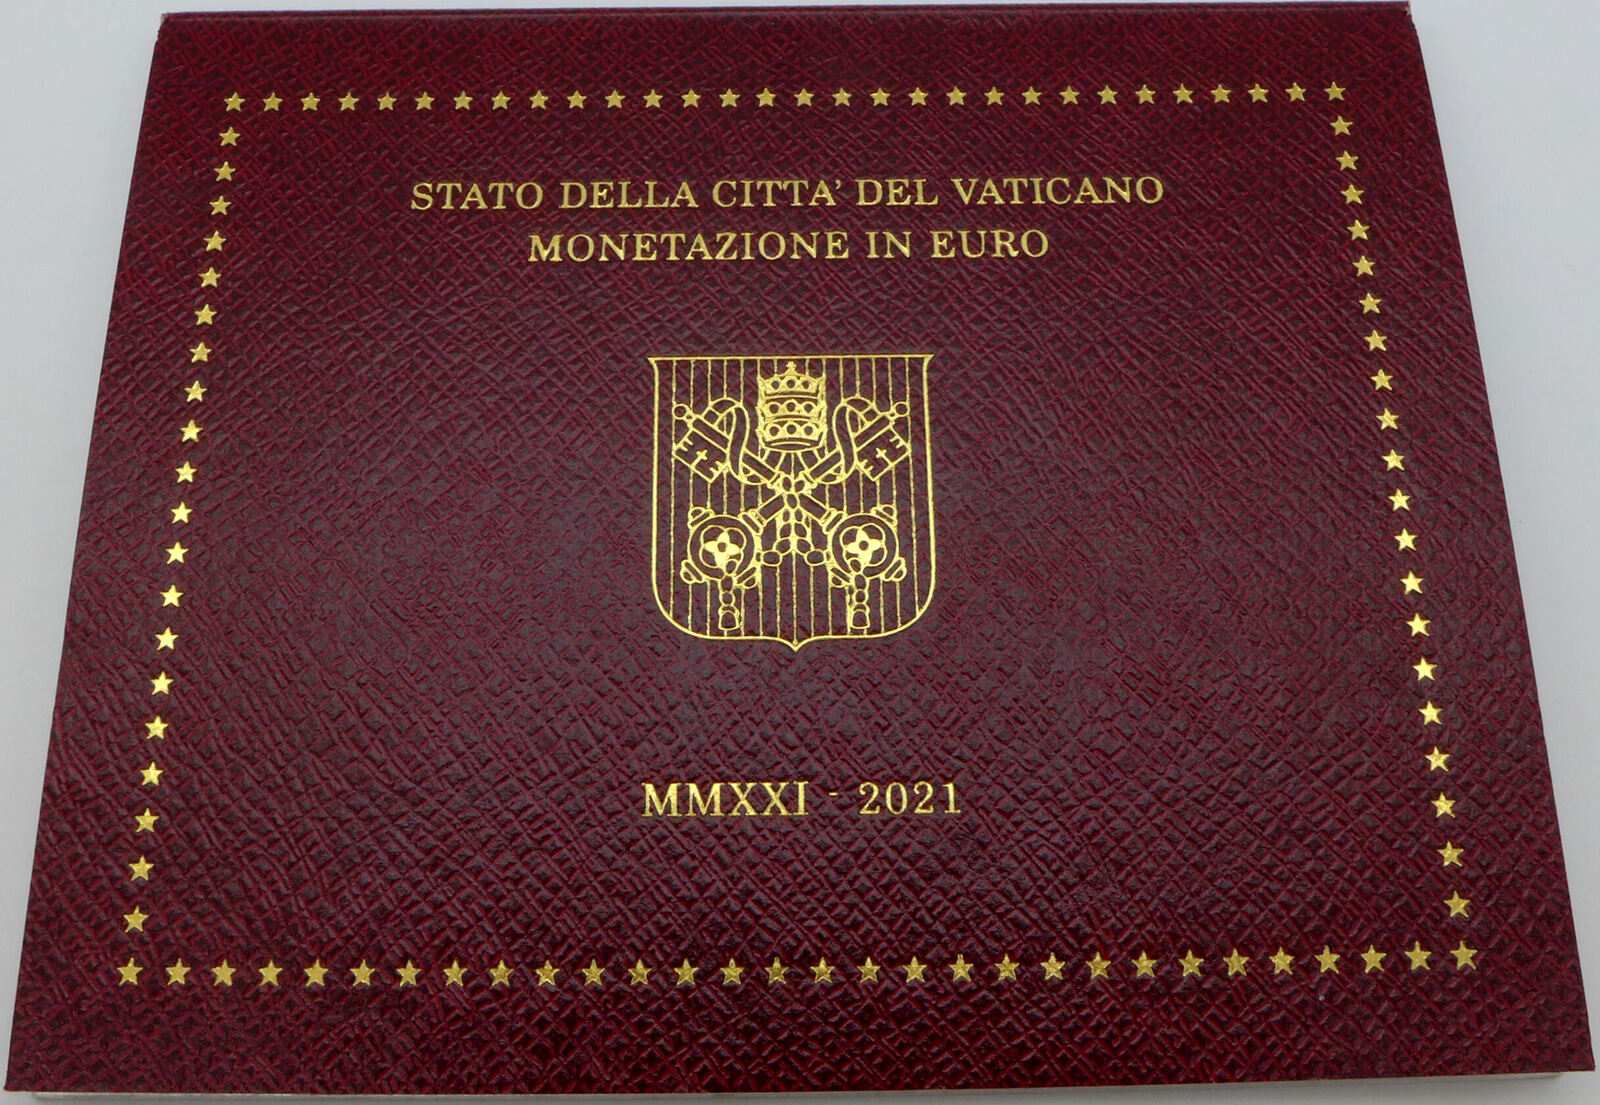 STATO DELLA CITTA' DEL VATICANO
MONETAZIONE IN EURO
MMXXI - 2021